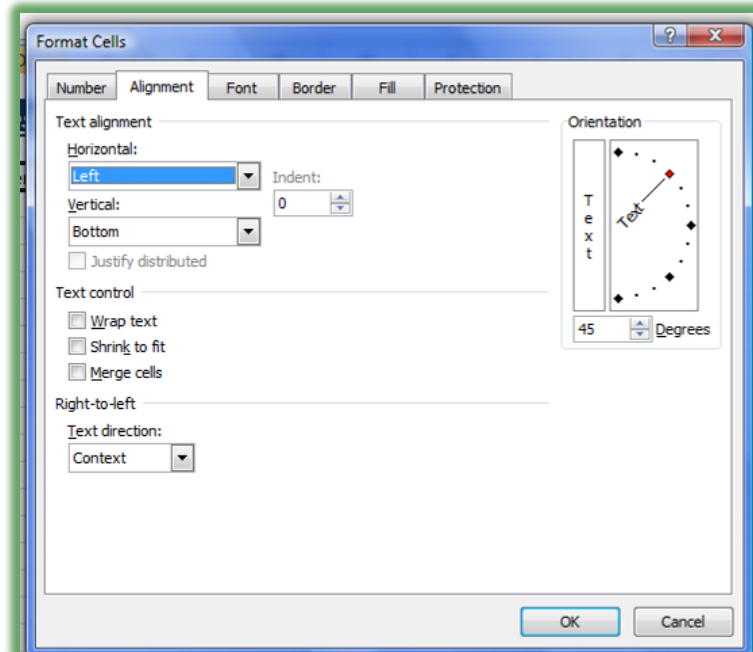 Format Cells
?
X
Number Alignment Font Border Fill Protection
Text alignment
Horizontal:
Left
Indent:
0
Vertical:
Bottom
Justify distributed
Text control
Wrap text
Shrink to fit
Merge cells
Right-to-left
Text direction:
Context
Orientation
Text
Text
45 Degrees
OK Cancel